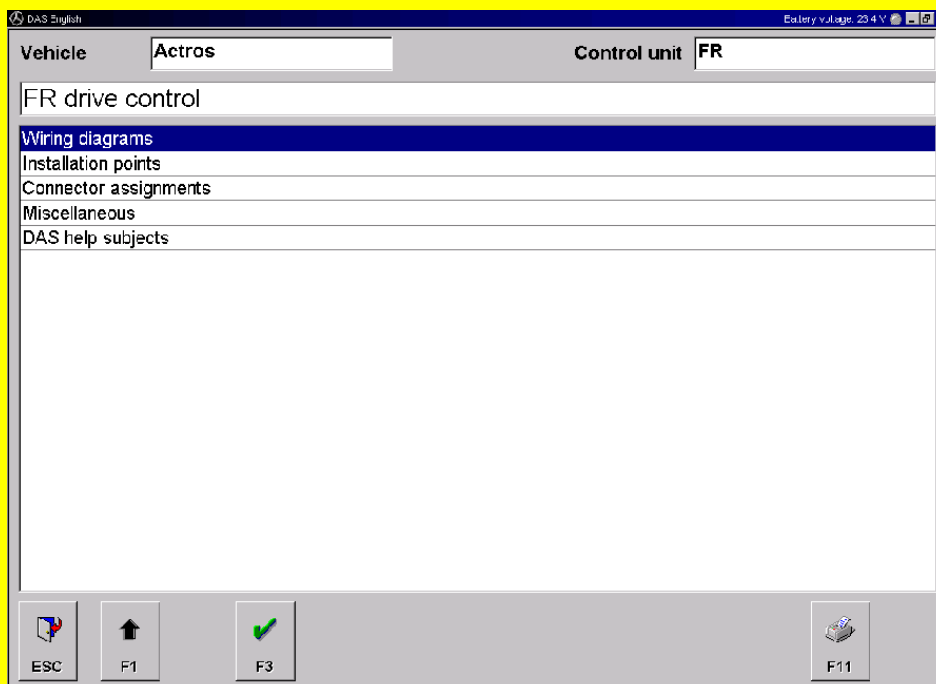 DAS English Battery voltage: 23.4 V
Vehicle Actros Control unit FR
FR drive control
Wiring diagrams
Installation points
Connector assignments
Miscellaneous
DAS help subjects
ESC F1 F3 F11